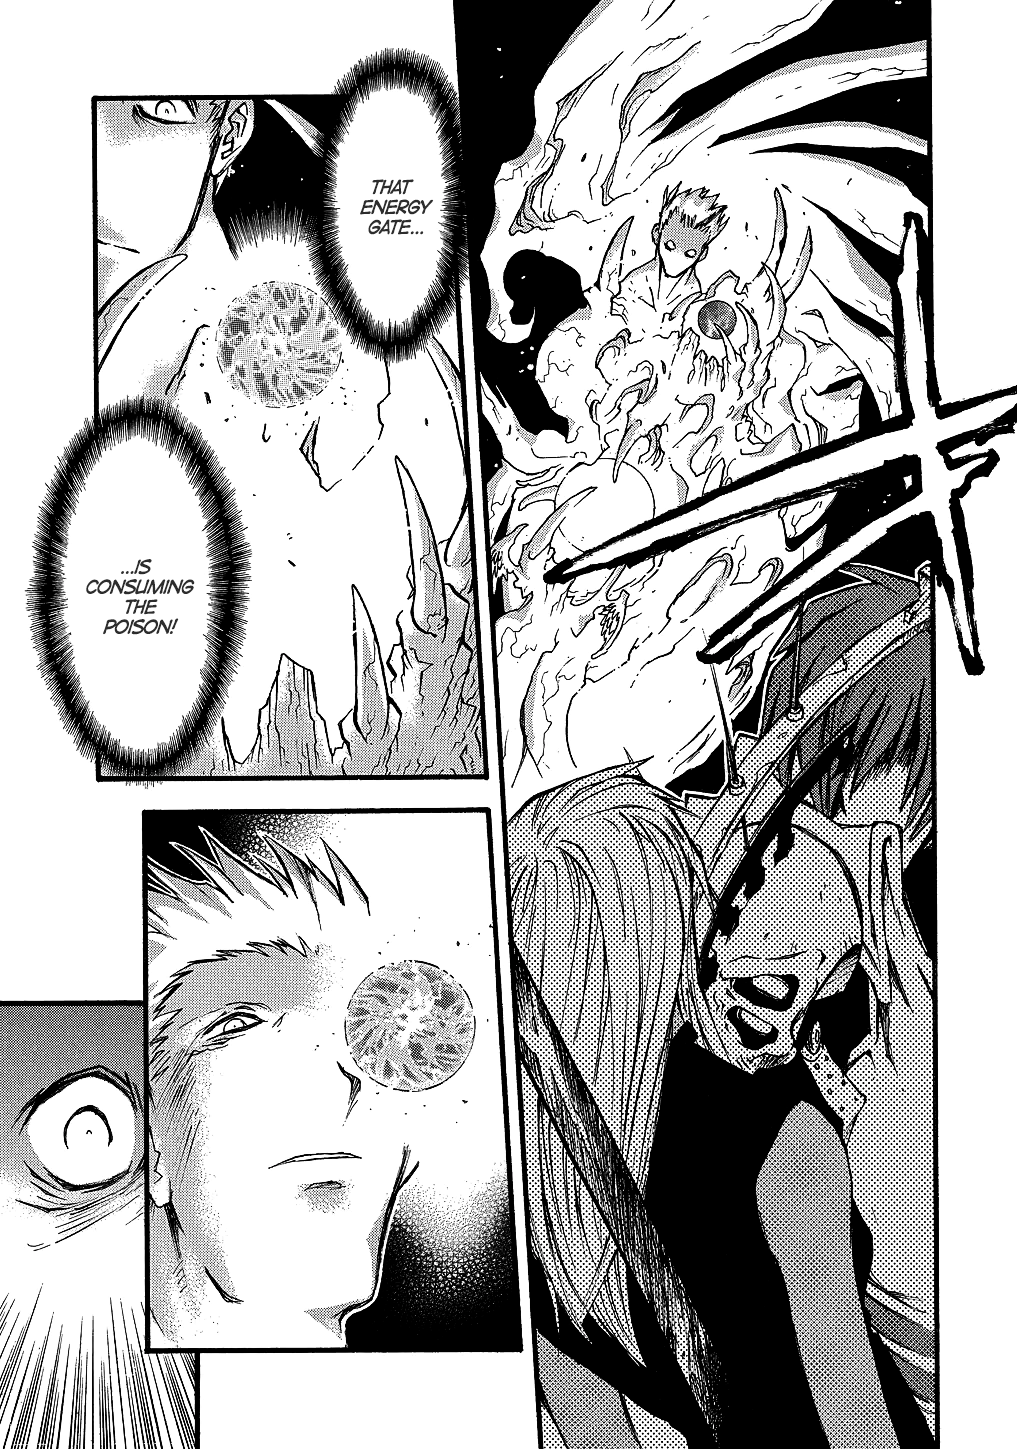 THAT
ENERGY
GATE...
...IS
CONSUMING
THE
POISON!